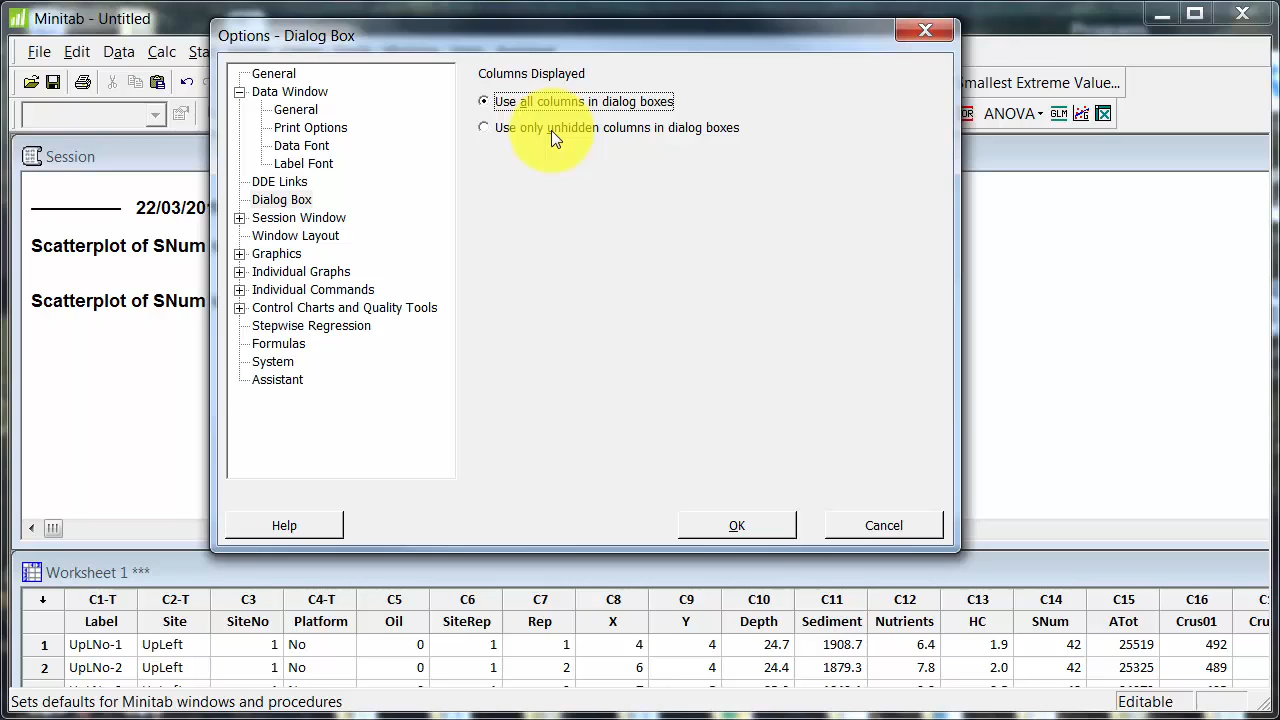 Minitab - Untitled
File Edit Data Calc Sta
Options - Dialog Box
General
Data Window
General
Print Options
Data Font
Label Font
DDE Links
Dialog Box
Session Window
Window Layout
Graphics
Individual Graphs
Individual Commands
Control Charts and Quality Tools
Stepwise Regression
Formulas
System
Assistant
Columns Displayed
Use all columns in dialog boxes
Use only unhidden columns in dialog boxes
Help OK Cancel
Smallest Extreme Value...
OR ANOVA GLM
Session
22/03/20
Scatterplot of SNum
Scatterplot of SNum
Worksheet 1 ***
C1-T C2-T C3 C4-T C5 C6 C7 C8 C9 C10 C11 C12 C13 C14 C15 C16
Label Site SiteNo Platform Oil SiteRep Rep X Y Depth Sediment Nutrients HC SNum ATot Crus01 Cru
1 UpLNo-1 UpLeft 1 No 0 1 1 4 4 24.7 1908.7 6.4 1.9 42 25519 492
2 UpLNo-2 UpLeft 1 No 0 1 2 6 4 24.4 1879.3 7.8 2.0 42 25325 489
Sets defaults for Minitab windows and procedures Editable